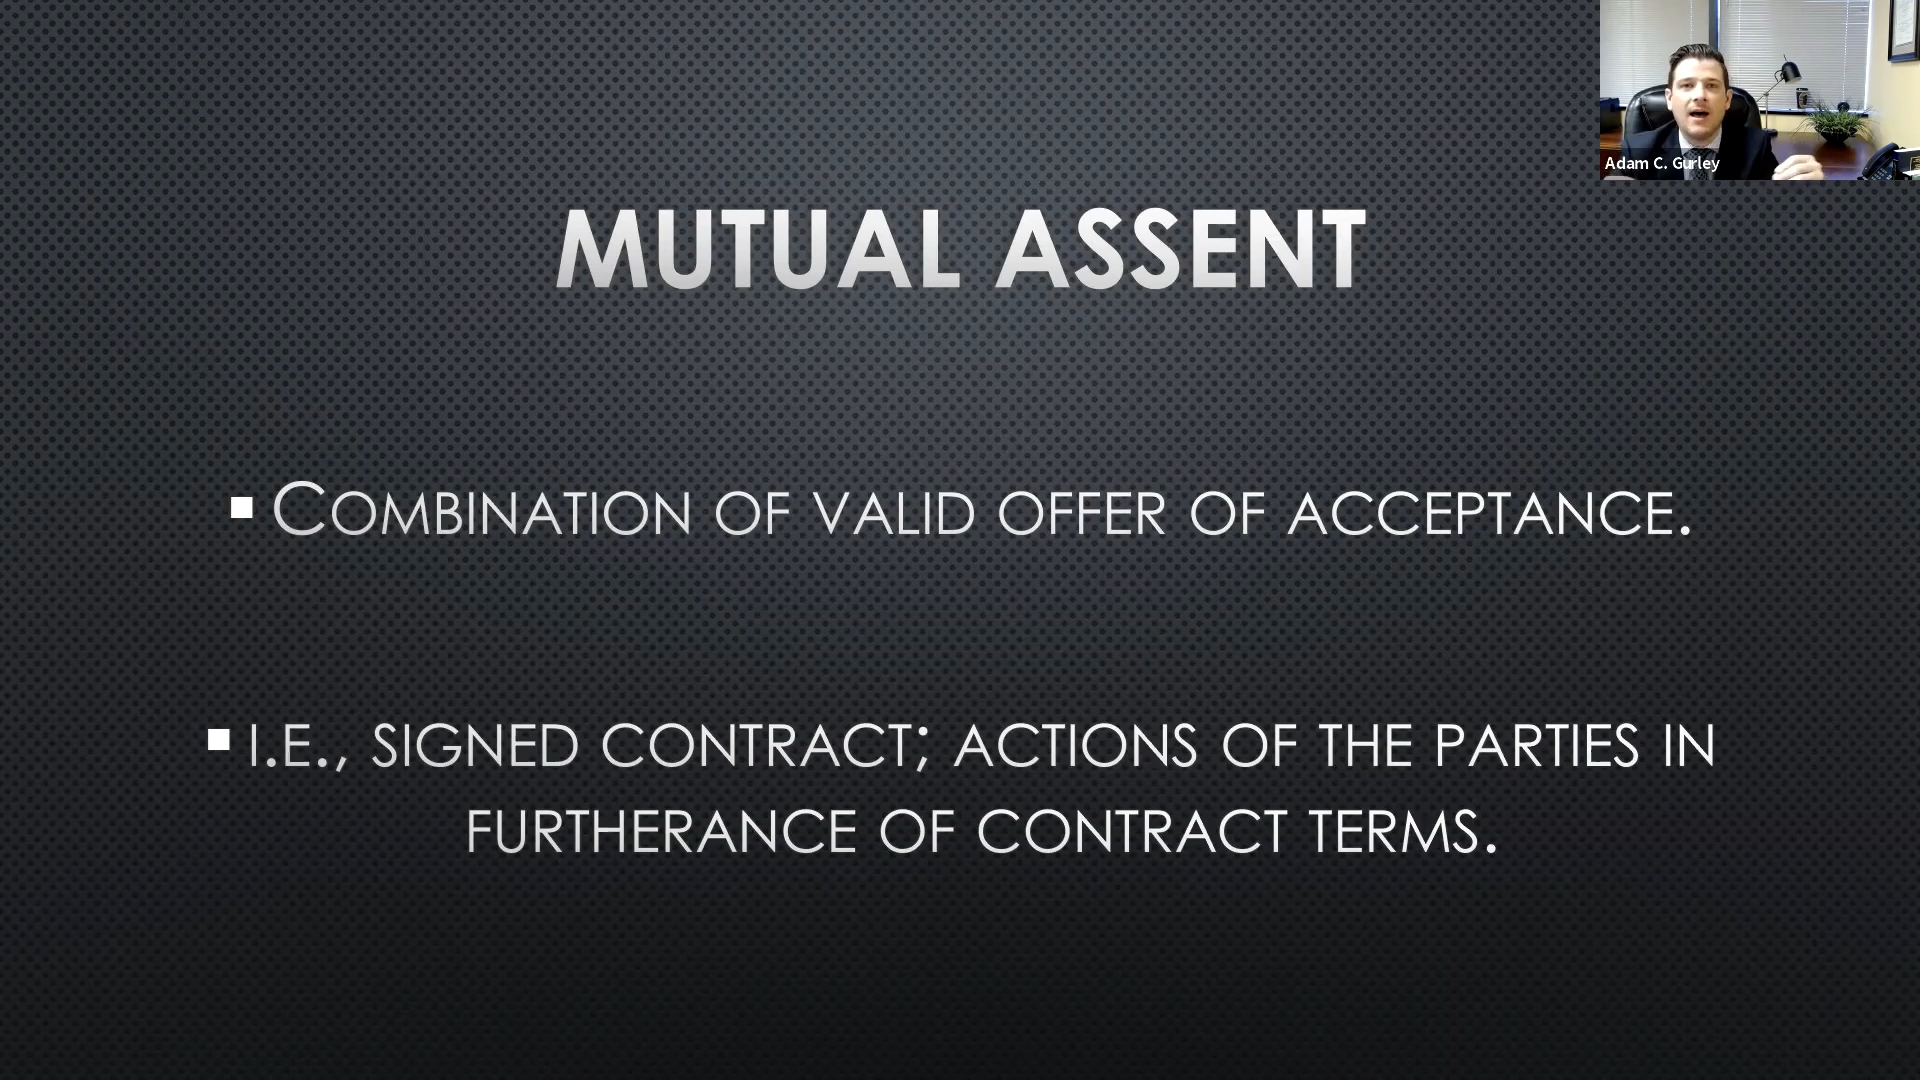 Adam C. Gurley
MUTUAL ASSENT
▪ COMBINATION OF VALID OFFER OF ACCEPTANCE.
▪ I.E., SIGNED CONTRACT; ACTIONS OF THE PARTIES IN
FURTHERANCE OF CONTRACT TERMS.